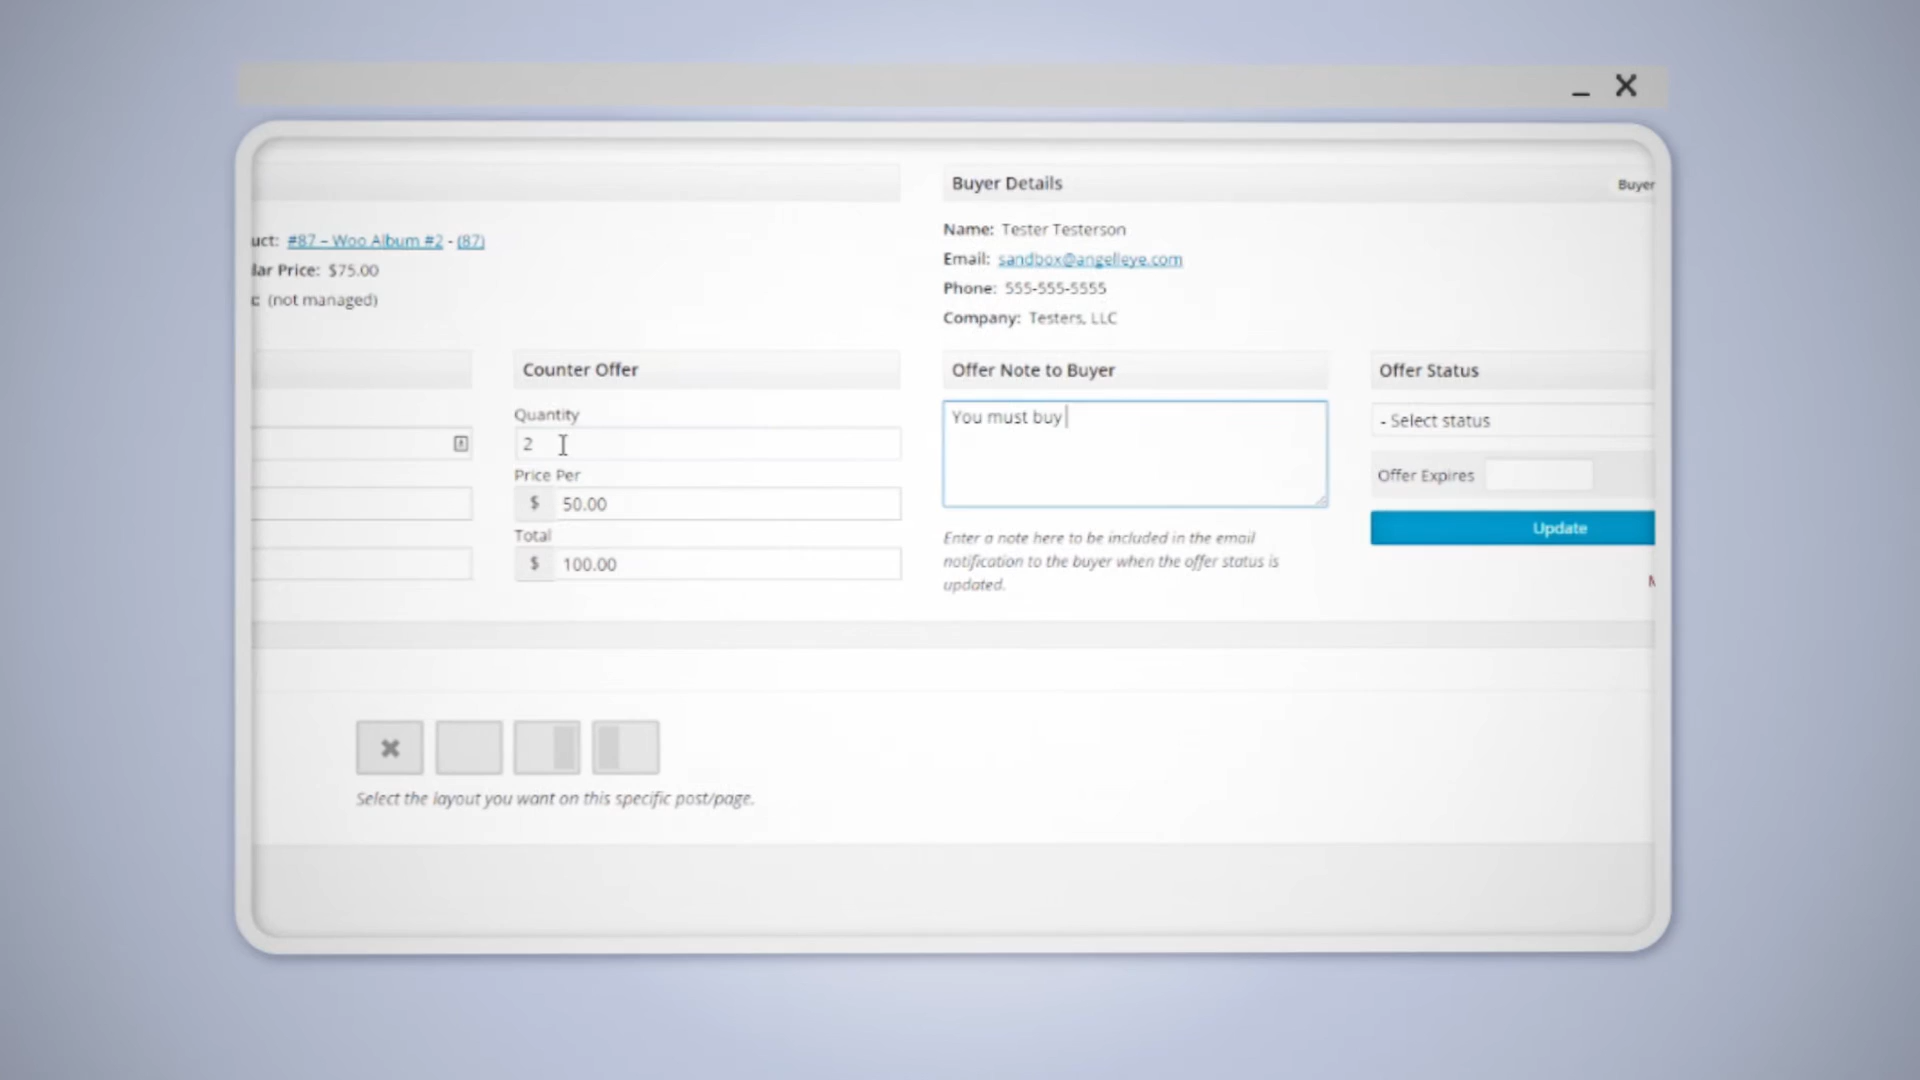 Buyer Details
Buyer
uct: #87 – Woo Album #2 - (87)
lar Price: $75.00
(not managed)
Name: Tester Testerson
Email: sandbox@angelleye.com
Phone: 555-555-5555
Company: Testers, LLC
Counter Offer
Quantity
2
Price Per
$ 50.00
Total
$ 100.00
Offer Note to Buyer
You must buy
Enter a note here to be included in the email
notification to the buyer when the offer status is
updated.
Offer Status
- Select status
Offer Expires
Update
Select the layout you want on this specific post/page.